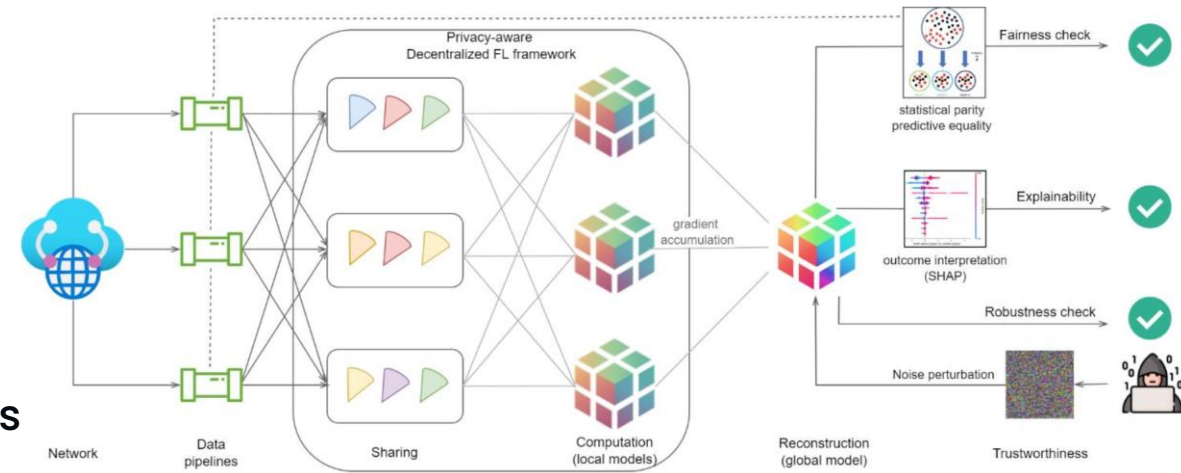 Privacy-aware
Decentralized FL framework
Fairness check
statistical parity
predictive equality
Explainability
gradient
accumulation
outcome interpretation
(SHAP)
Robustness check
Noise perturbation
S
Network
Data
pipelines
Sharing
Computation
(local models)
Reconstruction
(global model)
Trustworthiness